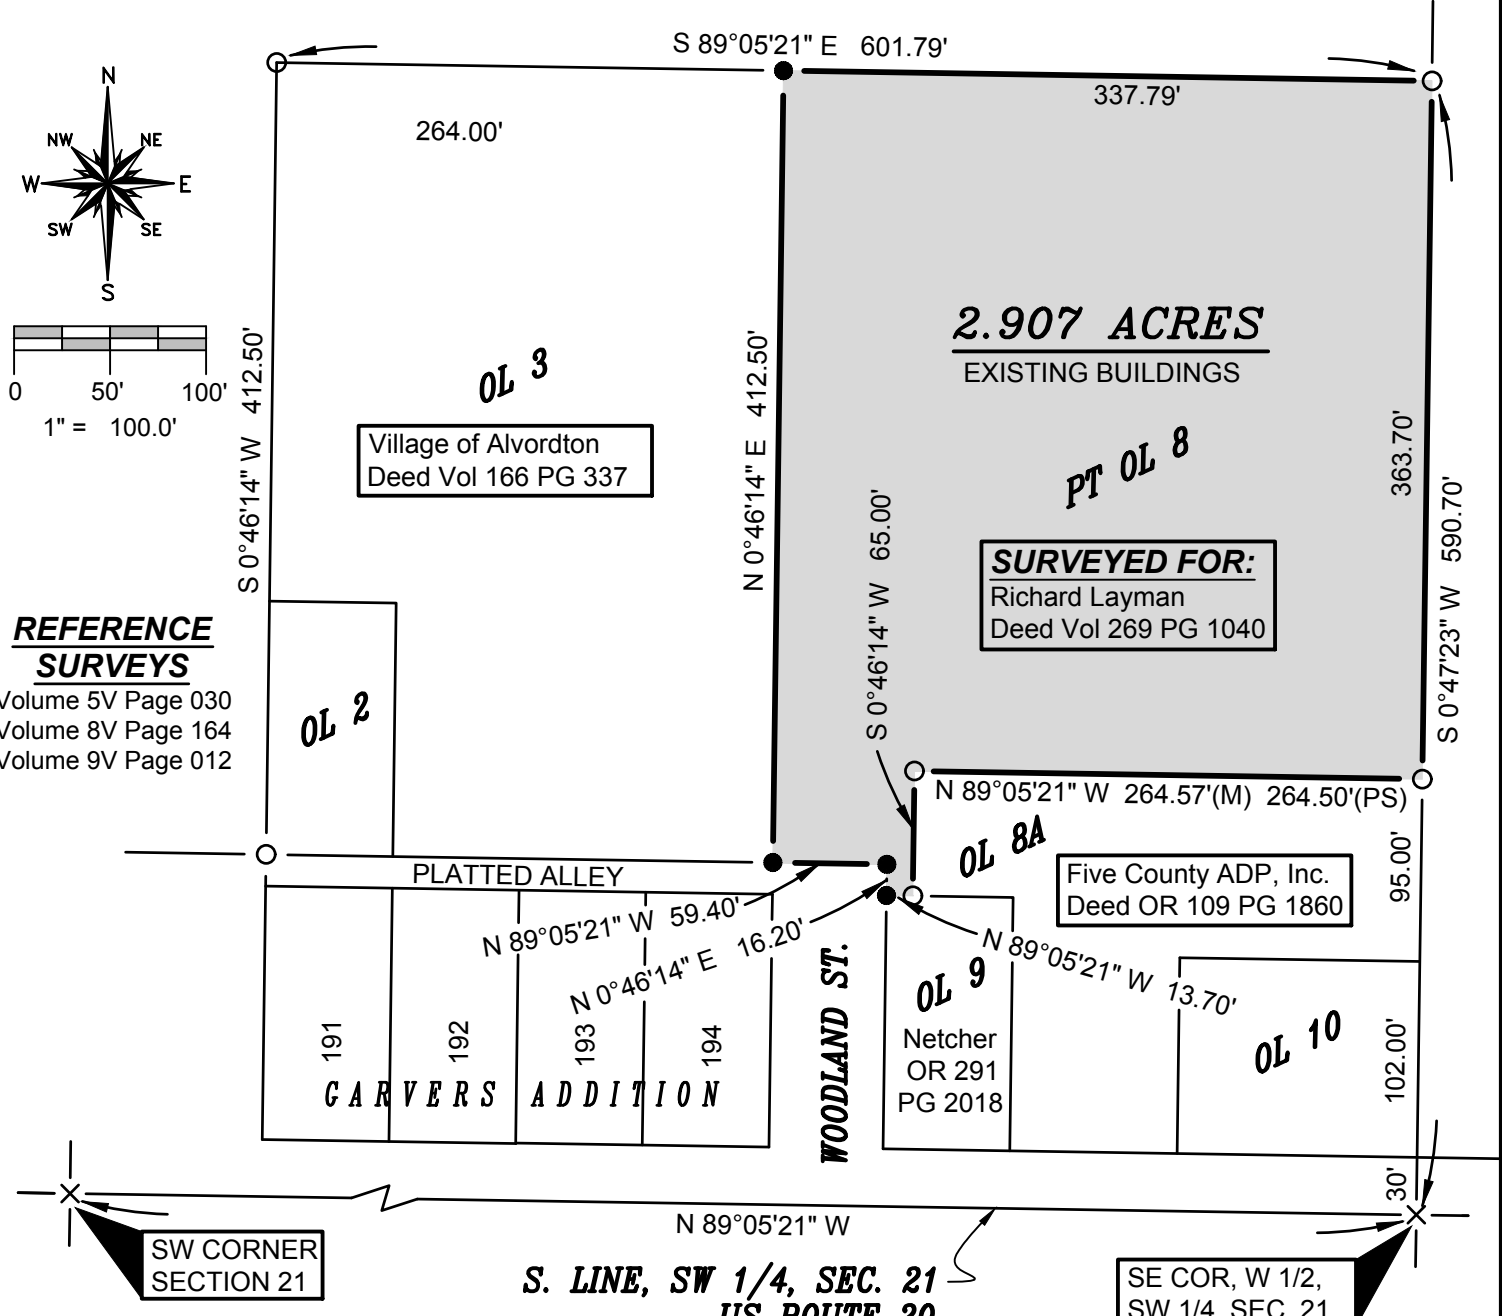 S 89°05'21" E 601.79'
337.79'
264.00'
N
NW
NE
W
E
SW
SE
S
0 50' 100'
1" = 100.0'
S 0°46'14" W 412.50'
OL 3
Village of Alvordton
Deed Vol 166 PG 337
N 0°46'14" E 412.50'
2.907 ACRES
EXISTING BUILDINGS
PT OL 8
363.70'
S 0°46'14" W 65.00'
SURVEYED FOR:
Richard Layman
Deed Vol 269 PG 1040
S 0°47'23" W 590.70'
REFERENCE
SURVEYS
Volume 5V Page 030
Volume 8V Page 164
Volume 9V Page 012
OL 2
N 89°05'21" W 264.57'(M) 264.50'(PS)
OL 8A
PLATTED ALLEY
Five County ADP, Inc.
Deed OR 109 PG 1860
95.00'
N 89°05'21" W 59.40'
N 0°46'14" E 16.20'
N 89°05'21" W 13.70'
WOODLAND ST.
OL 9
Netcher
OR 291
PG 2018
OL 10
102.00'
191
192
193
194
GARVERS ADDITION
30'
N 89°05'21" W
SW CORNER
SECTION 21
S. LINE, SW 1/4, SEC. 21
US ROUTE 20
SE COR, W 1/2,
SW 1/4, SEC. 21